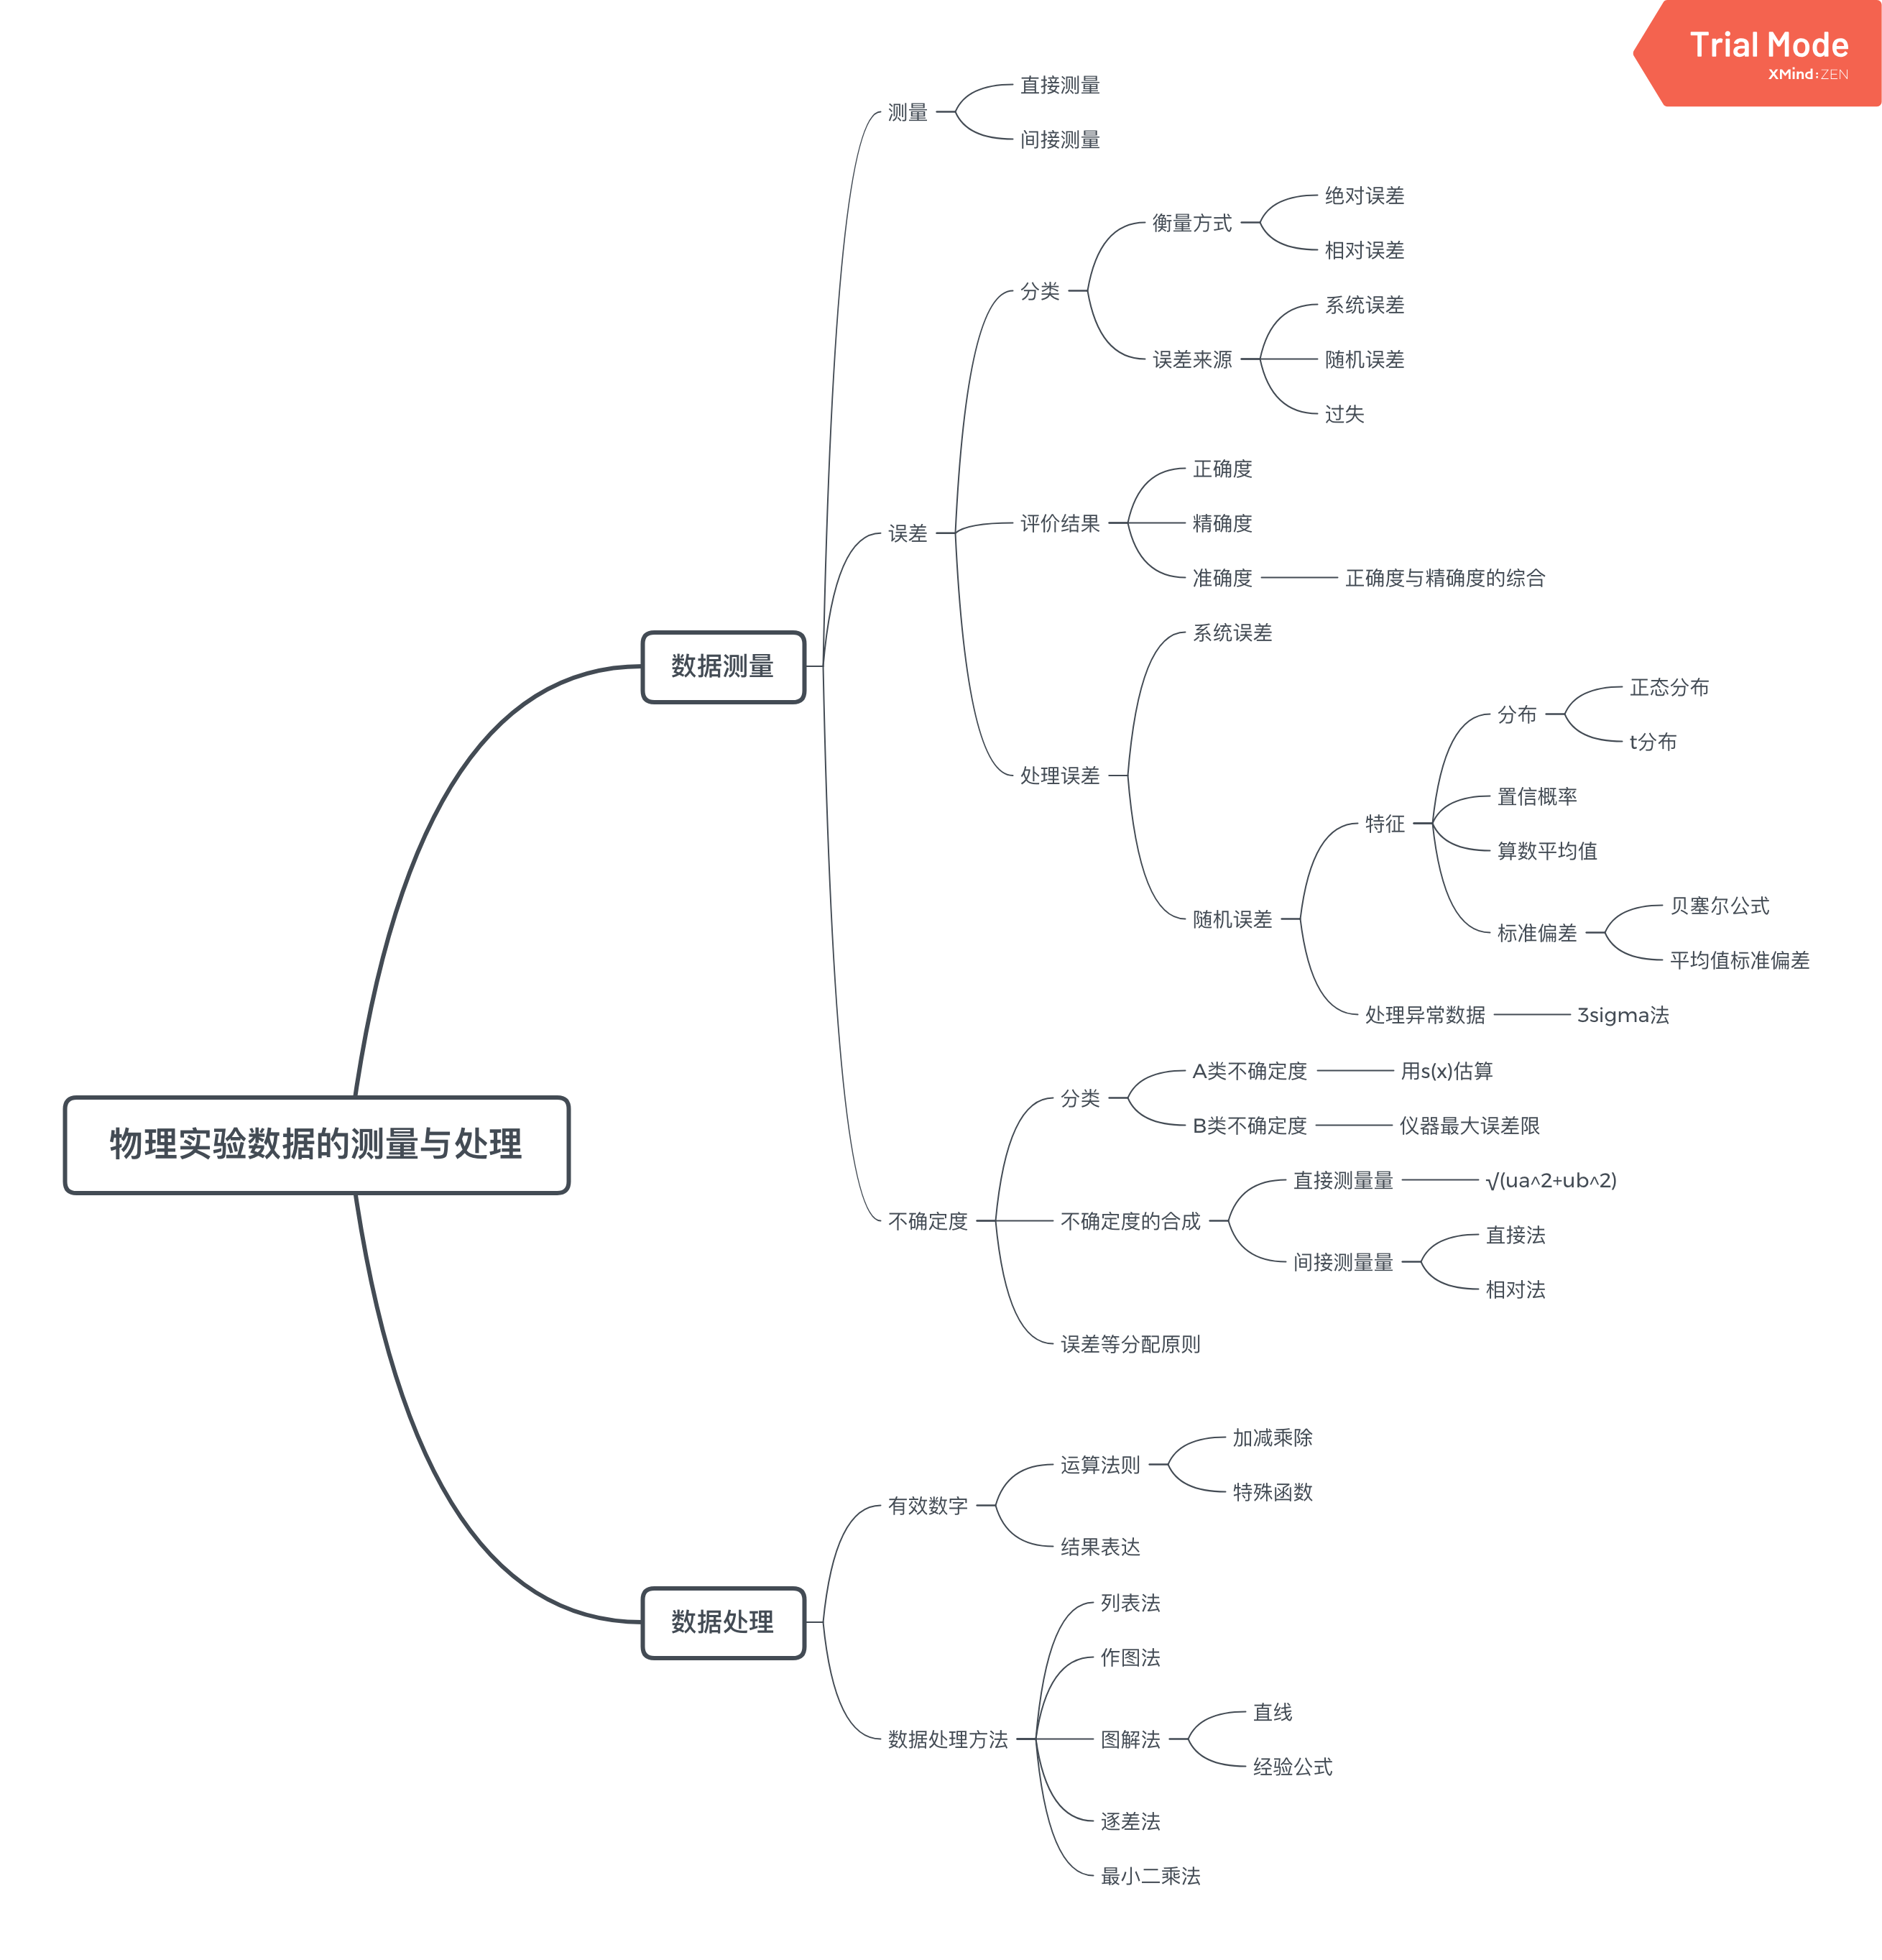 Trial Mode
XMind:ZEN
物理实验数据的测量与处理
数据测量
测量
直接测量
间接测量
误差
分类
衡量方式
绝对误差
相对误差
误差来源
系统误差
随机误差
过失
评价结果
正确度
精确度
准确度
正确度与精确度的综合
处理误差
系统误差
随机误差
特征
分布
正态分布
t分布
置信概率
算数平均值
标准偏差
贝塞尔公式
平均值标准偏差
处理异常数据
3sigma法
不确定度
分类
A类不确定度
用s(x)估算
B类不确定度
仪器最大误差限
不确定度的合成
直接测量量
√(ua^2+ub^2)
间接测量量
直接法
相对法
误差等分配原则
数据处理
有效数字
运算法则
加减乘除
特殊函数
结果表达
数据处理方法
列表法
作图法
图解法
直线
经验公式
逐差法
最小二乘法